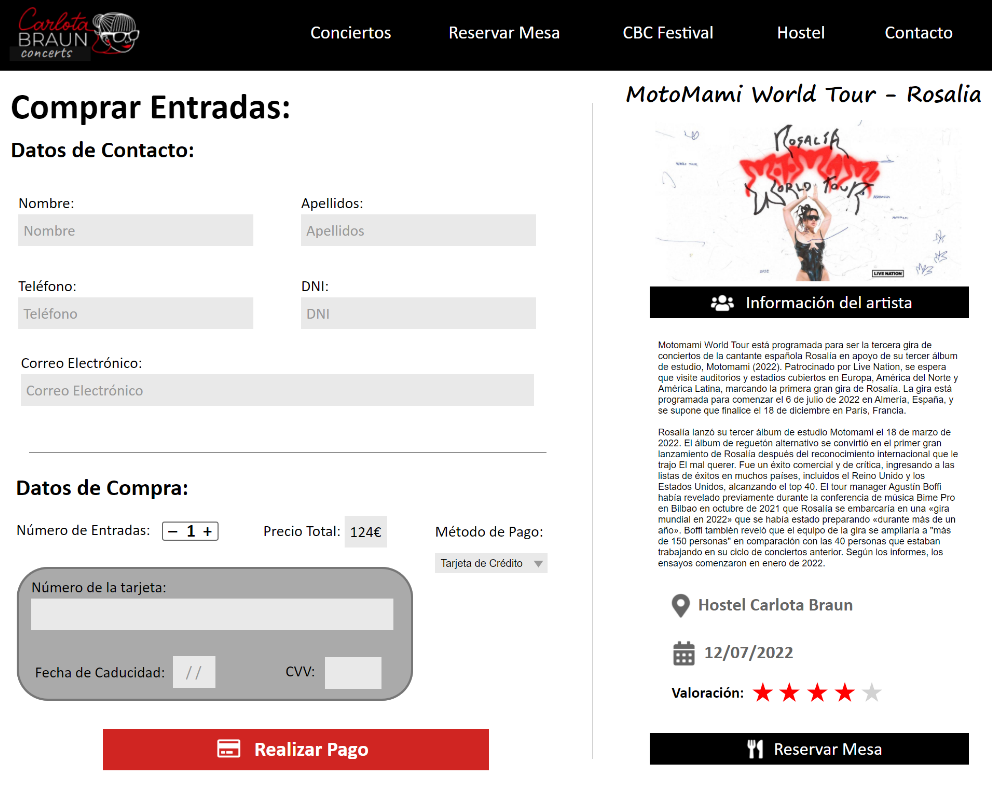 Carlota
BRAUN
concerts
Conciertos
Reservar Mesa
CBC Festival
Hostel
Contacto
Comprar Entradas:
Datos de Contacto:
Nombre:
Nombre
Apellidos:
Apellidos
Teléfono:
Teléfono
DNI:
DNI
Correo Electrónico:
Correo Electrónico
Datos de Compra:
Número de Entradas:
− 1 +
Precio Total:
124€
Método de Pago:
Tarjeta de Crédito
Número de la tarjeta:
Fecha de Caducidad:
/ /
CVV:
Realizar Pago
MotoMami World Tour - Rosalia
ROSALÍA
MOTOMAMI
WORLD TOUR
LIVE NATION
Información del artista
Motomami World Tour está programada para ser la tercera gira de
conciertos de la cantante española Rosalía en apoyo de su tercer álbum
de estudio, Motomami (2022). Patrocinado por Live Nation, se espera
que visite auditorios y estadios cubiertos en Europa, América del Norte y
América Latina, marcando la primera gran gira de Rosalía. La gira está
programada para comenzar el 6 de julio de 2022 en Almería, España, y
se supone que finalice el 18 de diciembre en París, Francia.
Rosalía lanzó su tercer álbum de estudio Motomami el 18 de marzo de
2022. El álbum de reguetón alternativo se convirtió en el primer gran
lanzamiento de Rosalía después del reconocimiento internacional que le
trajo El mal querer. Fue un éxito comercial y de crítica, ingresando a las
listas de éxitos en muchos países, incluidos el Reino Unido y los
Estados Unidos, alcanzando el top 40. El tour manager Agustín Boffi
había revelado previamente durante la conferencia de música Bime Pro
en Bilbao en octubre de 2021 que Rosalía se embarcaría en una «gira
mundial en 2022» que se había estado preparando «durante más de un
año». Boffi también reveló que el equipo de la gira se ampliaría a "más
de 150 personas" en comparación con las 40 personas que estaban
trabajando en su ciclo de conciertos anterior. Según los informes, los
ensayos comenzaron en enero de 2022.
Hostel Carlota Braun
12/07/2022
Valoración:
Reservar Mesa